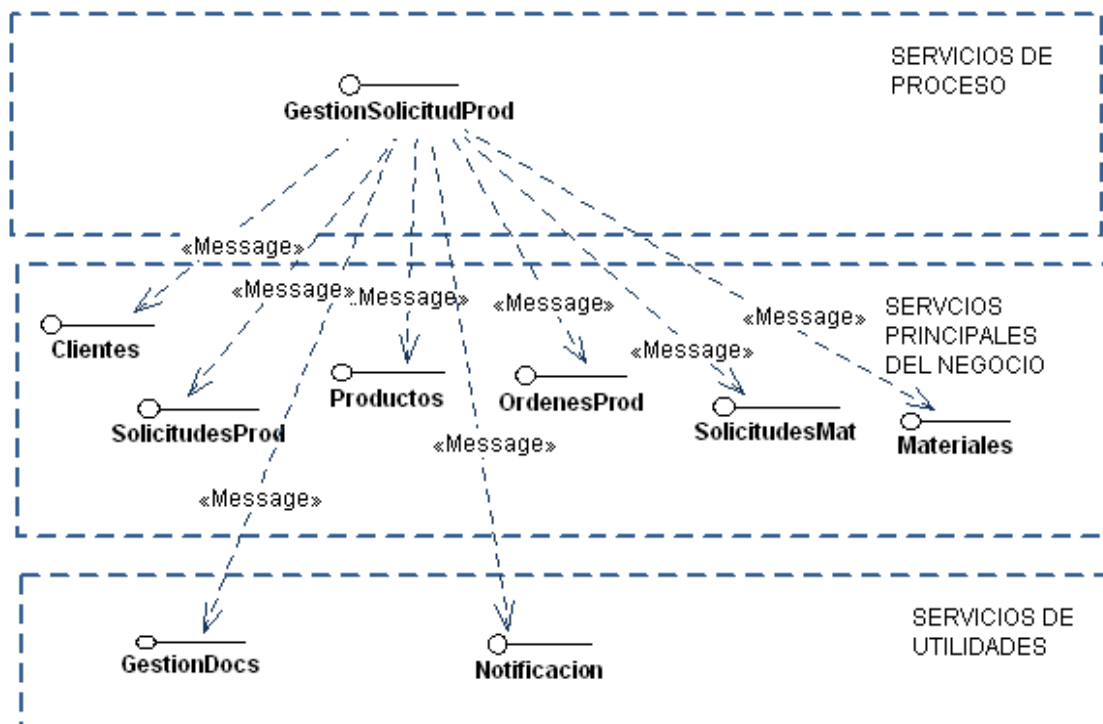 SERVICIOS DE
PROCESO
GestionSolicitudProd
«Message»
«Message»
«Message»
«Message»
«Message»
«Message»
SERVCIOS
PRINCIPALES
DEL NEGOCIO
Clientes
Productos
OrdenesProd
SolicitudesProd
SolicitudesMat
Materiales
«Message»
«Message»
SERVICIOS DE
UTILIDADES
GestionDocs
Notificacion